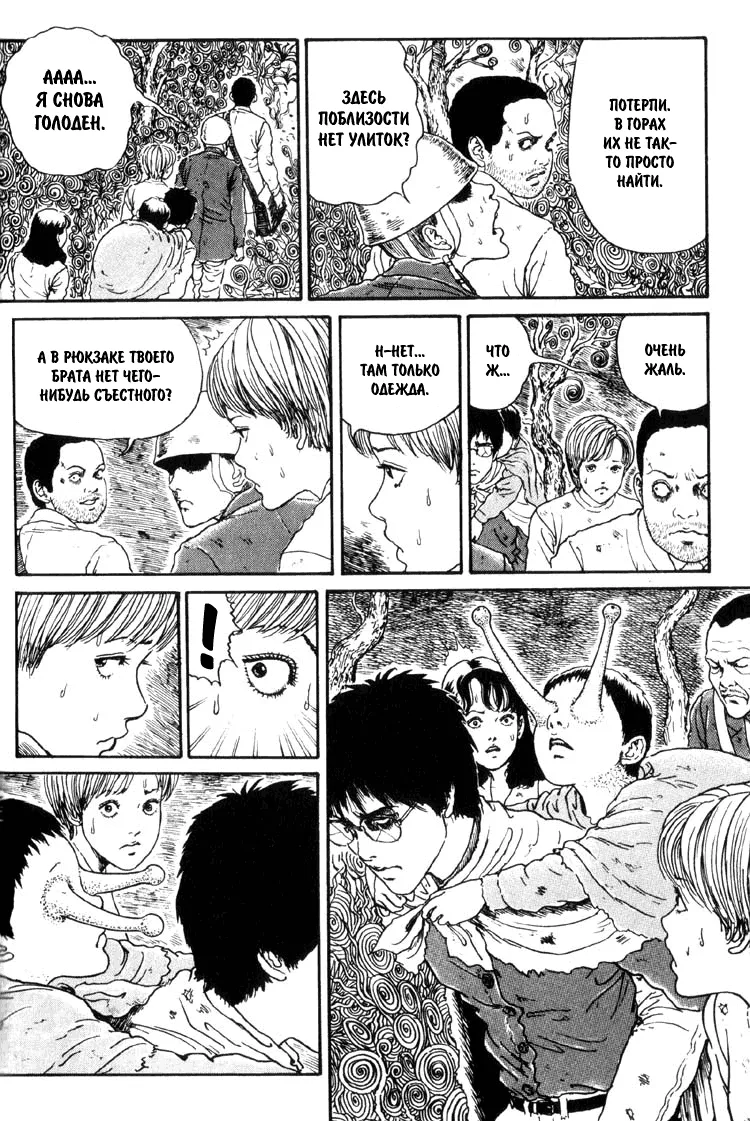 АААА...
Я СНОВА
ГОЛОДЕН.
ЗДЕСЬ
ПОБЛИЗОСТИ
НЕТ УЛИТОК?
ПОТЕРПИ.
В ГОРАХ
ИХ НЕ ТАК-
ТО ПРОСТО
НАЙТИ.
А В РЮКЗАКЕ ТВОЕГО
БРАТА НЕТ ЧЕГО-
НИБУДЬ СЪЕСТНОГО?
Н-НЕТ...
ТАМ ТОЛЬКО
ОДЕЖДА.
ЧТО
Ж...
ОЧЕНЬ
ЖАЛЬ.
!